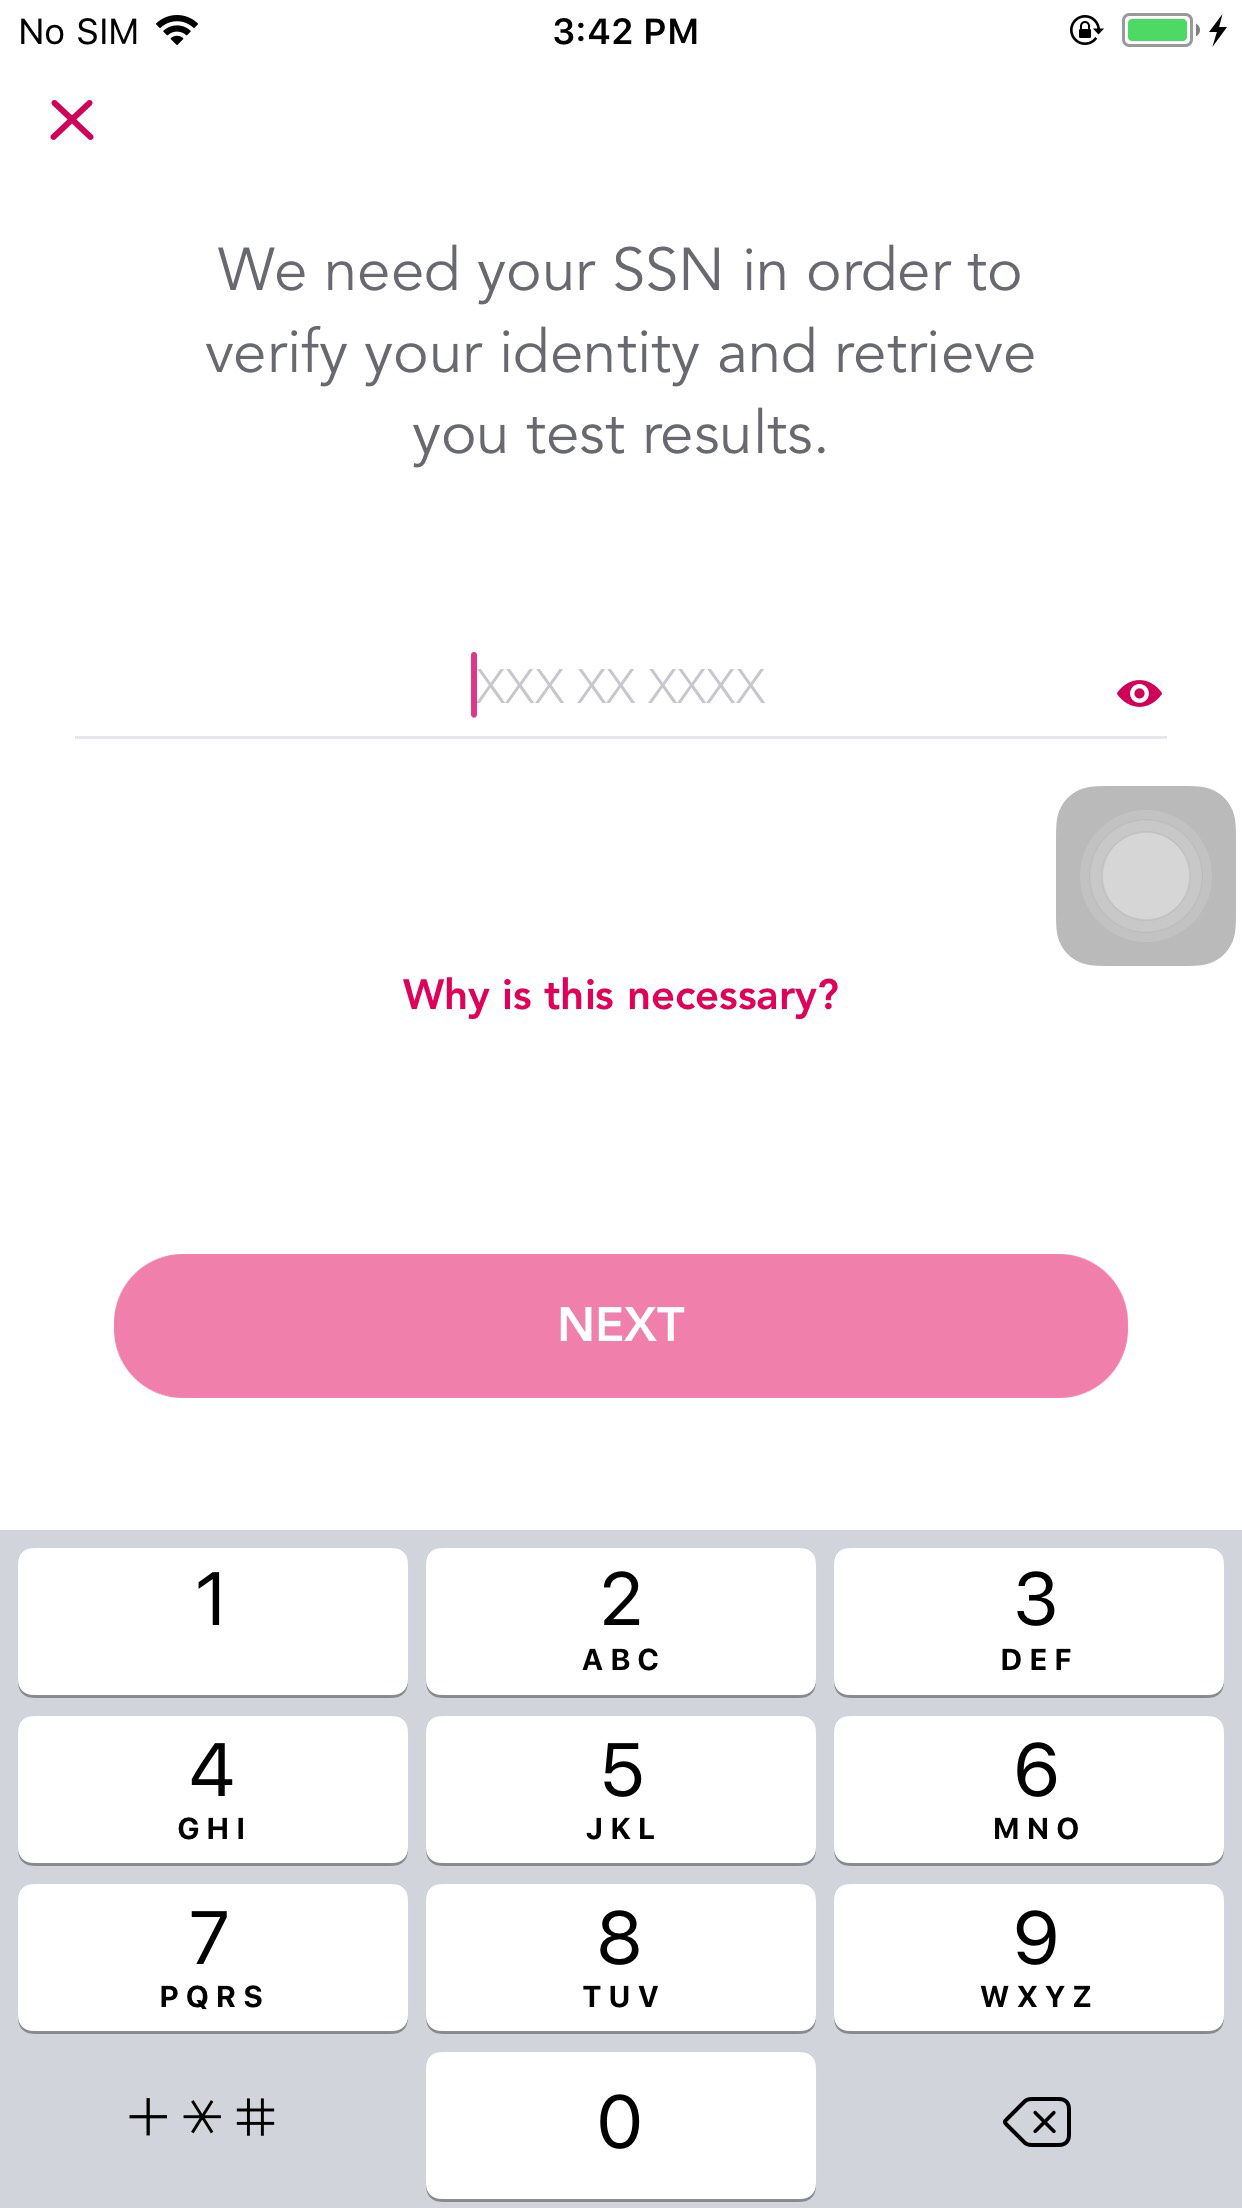 No SIM 3:42 PM
We need your SSN in order to
verify your identity and retrieve
you test results.
XXX XX XXXX
Why is this necessary?
NEXT
1 2 3
ABC DEF
4 5 6
GHI JKL MNO
7 8 9
PQRS TUV WXYZ
+*# 0